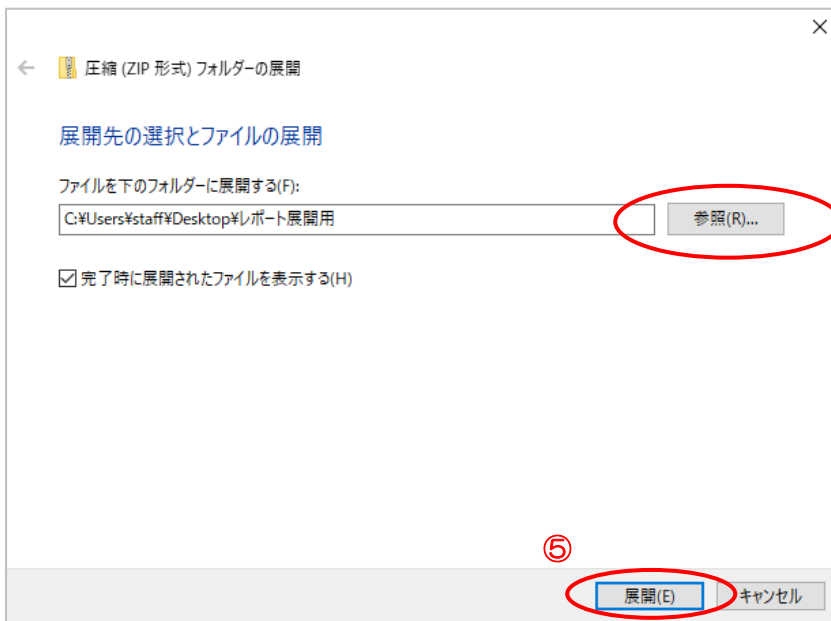 圧縮 (ZIP 形式) フォルダーの展開
展開先の選択とファイルの展開
ファイルを下のフォルダーに展開する(F):
C:¥Users¥staff¥Desktop¥レポート展開用
参照(R)...
完了時に展開されたファイルを表示する(H)
⑤
展開(E)
キャンセル